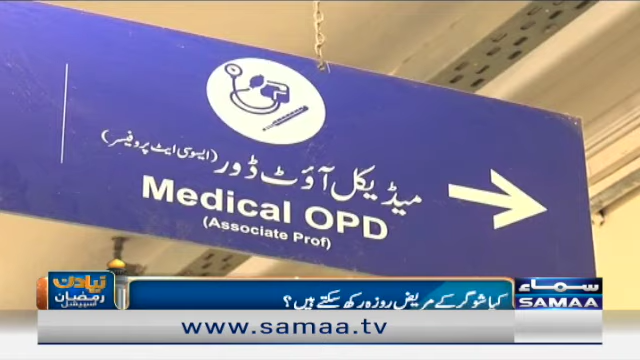 میڈیکل آؤٹ ڈور (ایسوسی ایٹ پروفیسر)
Medical OPD
(Associate Prof)
نیا دن
رمضان
اسپیشل
کیا شوگر کے مریض روزہ رکھ سکتے ہیں؟
سماء
SAMAA
www.samaa.tv